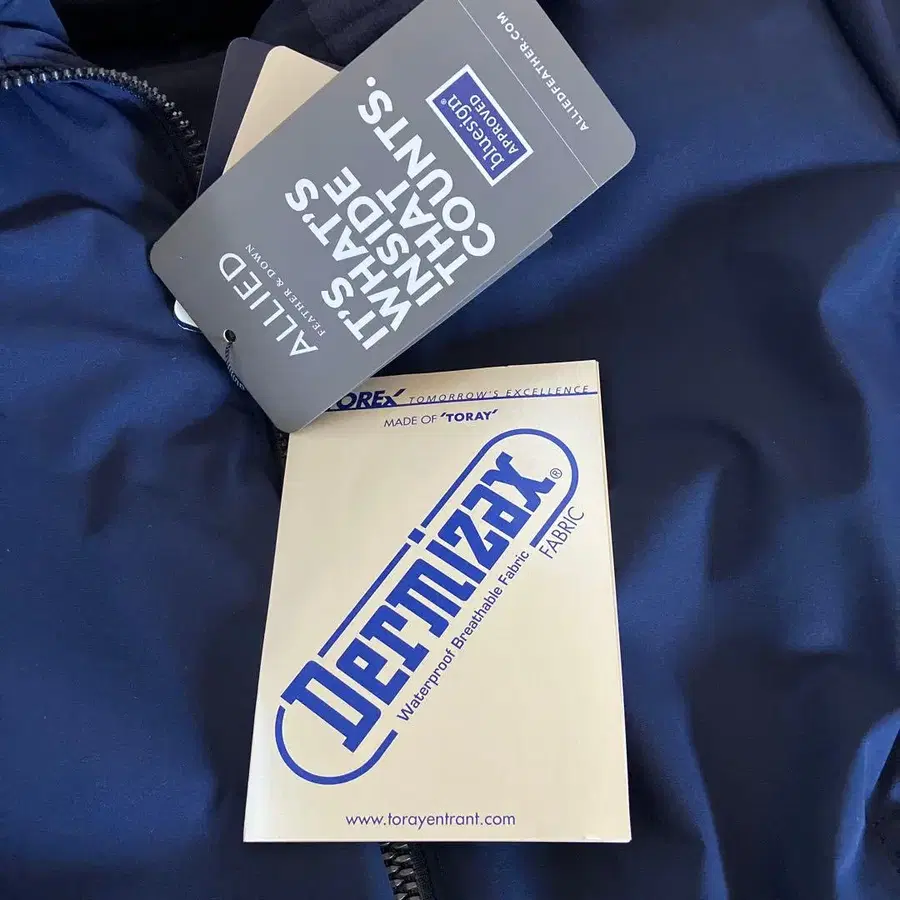 ALLIEDFEATHER.COM
bluesign®
APPROVED
IT'S
WHAT'S
INSIDE
THAT
COUNTS.
ALLIED
FEATHER & DOWN
TOMORROW'S EXCELLENCE
MADE OF 'TORAY'
Dermizax®
FABRIC
Waterproof Breathable Fabric
www.torayentrant.com